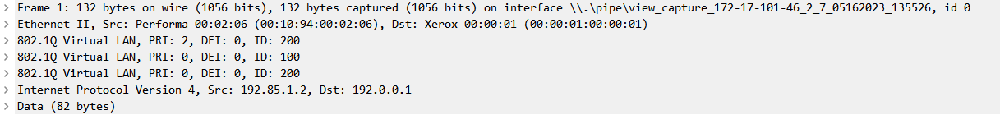 Frame 1: 132 bytes on wire (1056 bits), 132 bytes captured (1056 bits) on interface \\.\pipe\view_capture_172-17-101-46_2_7_05162023_135526, id 0
Ethernet II, Src: Performa_00:02:06 (00:10:94:00:02:06), Dst: Xerox_00:00:01 (00:00:01:00:00:01)
802.1Q Virtual LAN, PRI: 2, DEI: 0, ID: 200
802.1Q Virtual LAN, PRI: 0, DEI: 0, ID: 100
802.1Q Virtual LAN, PRI: 0, DEI: 0, ID: 200
Internet Protocol Version 4, Src: 192.85.1.2, Dst: 192.0.0.1
Data (82 bytes)